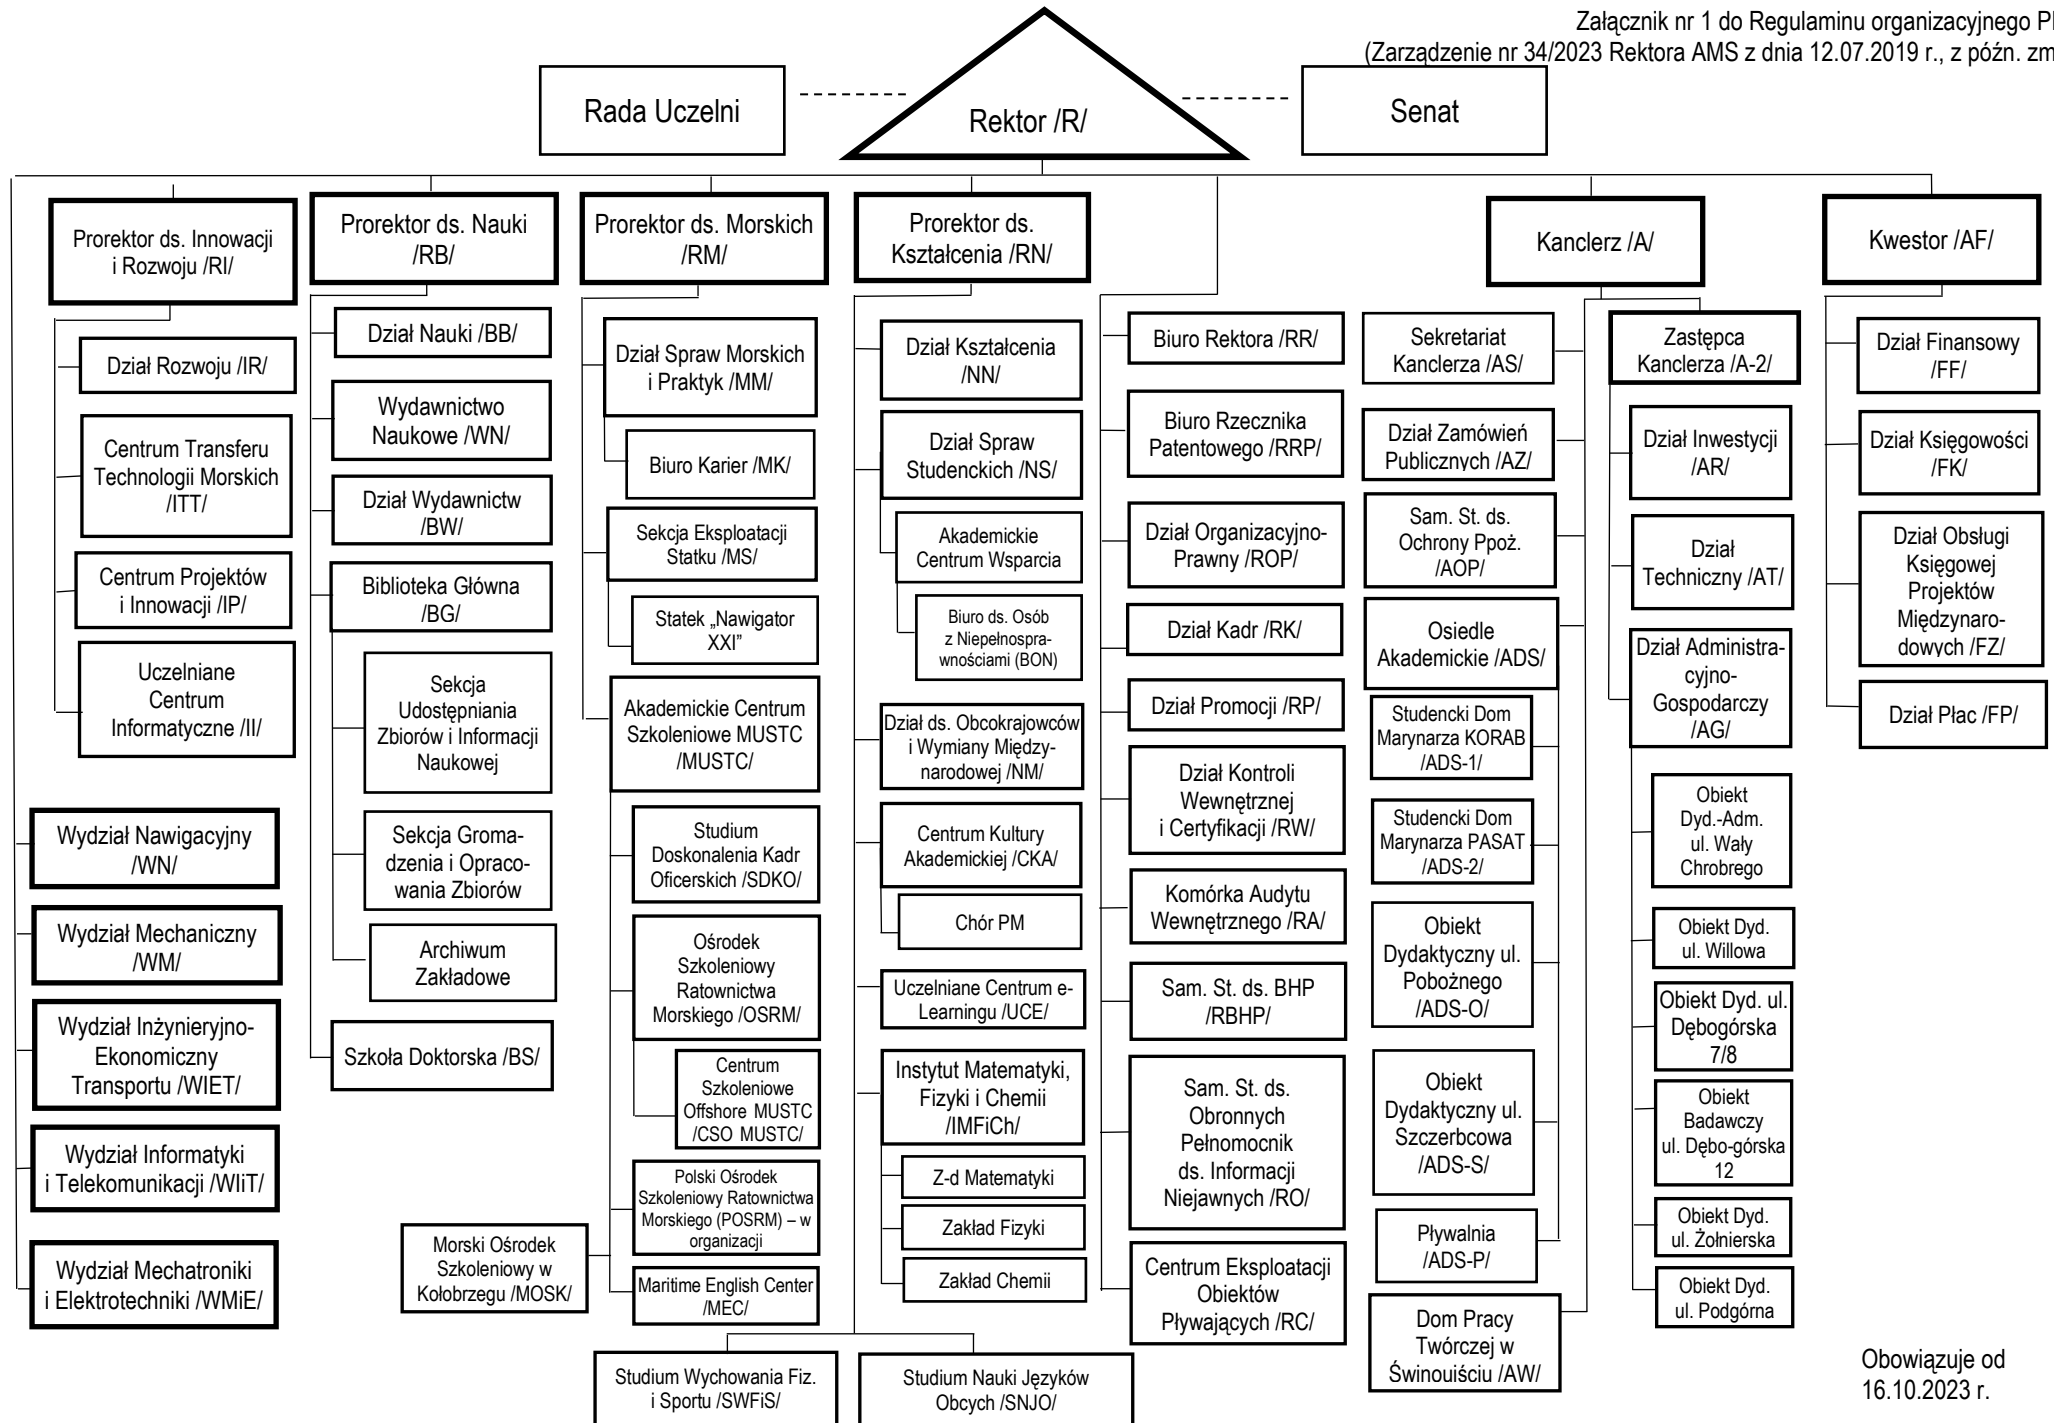 Załącznik nr 1 do Regulaminu organizacyjnego
(Zarządzenie nr 34/2023 Rektora AMS z dnia 12.07.2019 r., z późn. zm
Rada Uczelni
Rektor /R/
Senat
Prorektor ds. Innowacji
i Rozwoju /RI/
Prorektor ds. Nauki
/RB/
Prorektor ds. Morskich
/RM/
Prorektor ds.
Kształcenia /RN/
Kanclerz /A/
Kwestor /AF/
Dział Rozwoju /IR/
Centrum Transferu
Technologii Morskich
/ITT/
Centrum Projektów
i Innowacji /IP/
Uczelniane
Centrum
Informatyczne /II/
Wydział Nawigacyjny
/WN/
Wydział Mechaniczny
/WM/
Wydział Inżynieryjno-
Ekonomiczny
Transportu /WIET/
Wydział Informatyki
i Telekomunikacji /WIiT/
Wydział Mechatroniki
i Elektrotechniki /WMiE/
Dział Nauki /BB/
Wydawnictwo
Naukowe /WN/
Dział Wydawnictw
/BW/
Biblioteka Główna
/BG/
Sekcja
Udostępniania
Zbiorów i Informacji
Naukowej
Sekcja Groma-
dzenia i Opraco-
wania Zbiorów
Archiwum
Zakładowe
Szkoła Doktorska /BS/
Dział Spraw Morskich
i Praktyk /MM/
Biuro Karier /MK/
Sekcja Eksploatacji
Statku /MS/
Statek „Nawigator
XXI”
Akademickie Centrum
Szkoleniowe MUSTC
/MUSTC/
Studium
Doskonalenia Kadr
Oficerskich /SDKO/
Ośrodek
Szkoleniowy
Ratownictwa
Morskiego /OSRM/
Centrum
Szkoleniowe
Offshore MUSTC
/CSO MUSTC/
Polski Ośrodek
Szkoleniowy Ratownictwa
Morskiego (POSRM) – w
organizacji
Morski Ośrodek
Szkoleniowy w
Kołobrzegu /MOSK/
Maritime English Center
/MEC/
Dział Kształcenia
/NN/
Dział Spraw
Studenckich /NS/
Akademickie
Centrum Wsparcia
Biuro ds. Osób
z Niepełnospra-
wnościami (BON)
Dział ds. Obcokrajowców
i Wymiany Między-
narodowej /NM/
Centrum Kultury
Akademickiej /CKA/
Chór PM
Uczelniane Centrum e-
Learningu /UCE/
Instytut Matematyki,
Fizyki i Chemii
/IMFiCh/
Z-d Matematyki
Zakład Fizyki
Zakład Chemii
Studium Wychowania Fiz.
i Sportu /SWFiS/
Studium Nauki Języków
Obcych /SNJO/
Biuro Rektora /RR/
Biuro Rzecznika
Patentowego /RRP/
Dział Organizacyjno-
Prawny /ROP/
Dział Kadr /RK/
Dział Promocji /RP/
Dział Kontroli
Wewnętrznej
i Certyfikacji /RW/
Komórka Audytu
Wewnętrznego /RA/
Sam. St. ds. BHP
/RBHP/
Sam. St. ds.
Obronnych
Pełnomocnik
ds. Informacji
Niejawnych /RO/
Centrum Eksploatacji
Obiektów
Pływających /RC/
Sekretariat
Kanclerza /AS/
Dział Zamówień
Publicznych /AZ/
Sam. St. ds.
Ochrony Ppoż.
/AOP/
Osiedle
Akademickie /ADS/
Studencki Dom
Marynarza KORAB
/ADS-1/
Studencki Dom
Marynarza PASAT
/ADS-2/
Obiekt
Dydaktyczny ul.
Pobożnego
/ADS-O/
Obiekt
Dydaktyczny ul.
Szczerbcowa
/ADS-S/
Pływalnia
/ADS-P/
Dom Pracy
Twórczej w
Świnoujściu /AW/
Zastępca
Kanclerza /A-2/
Dział Inwestycji
/AR/
Dział
Techniczny /AT/
Dział Administra-
cyjno-
Gospodarczy
/AG/
Obiekt
Dyd.-Adm.
ul. Wały
Chrobrego
Obiekt Dyd.
ul. Willowa
Obiekt Dyd. ul.
Dębogórska
7/8
Obiekt
Badawczy
ul. Dębo-górska
12
Obiekt Dyd.
ul. Żołnierska
Obiekt Dyd.
ul. Podgórna
Dział Finansowy
/FF/
Dział Księgowości
/FK/
Dział Obsługi
Księgowej
Projektów
Międzynaro-
dowych /FZ/
Dział Płac /FP/
Obowiązuje od
16.10.2023 r.